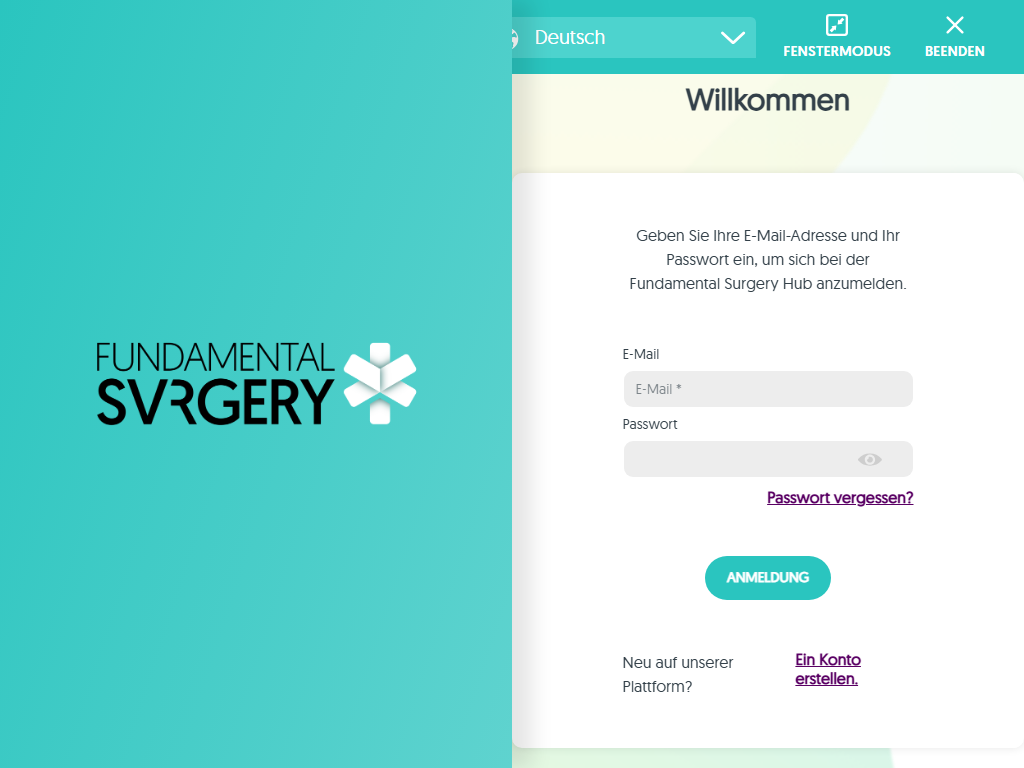 Deutsch
FENSTERMODUS
BEENDEN
Willkommen
FUNDAMENTAL
SVRGERY
Geben Sie Ihre E-Mail-Adresse und Ihr
Passwort ein, um sich bei der
Fundamental Surgery Hub anzumelden.
E-Mail
E-Mail *
Passwort
Passwort vergessen?
ANMELDUNG
Neu auf unserer
Plattform?
Ein Konto
erstellen.